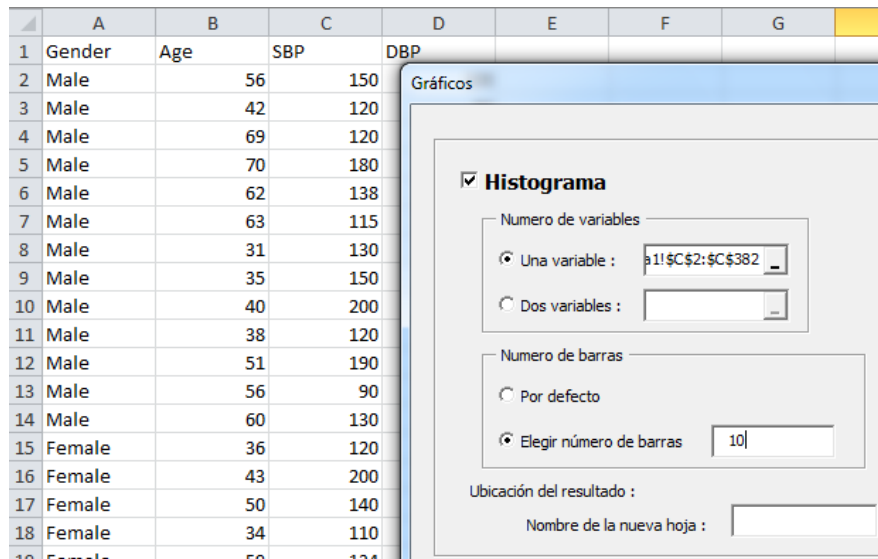 A B C D E F G
1 Gender Age SBP DBP
2 Male 56 150
3 Male 42 120
4 Male 69 120
5 Male 70 180
6 Male 62 138
7 Male 63 115
8 Male 31 130
9 Male 35 150
10 Male 40 200
11 Male 38 120
12 Male 51 190
13 Male 56 90
14 Male 60 130
15 Female 36 120
16 Female 43 200
17 Female 50 140
18 Female 34 110
Gráficos
Histograma
Numero de variables
Una variable : a1!$C$2:$C$382 _
Dos variables : _
Numero de barras
Por defecto
Elegir número de barras 10
Ubicación del resultado :
Nombre de la nueva hoja :